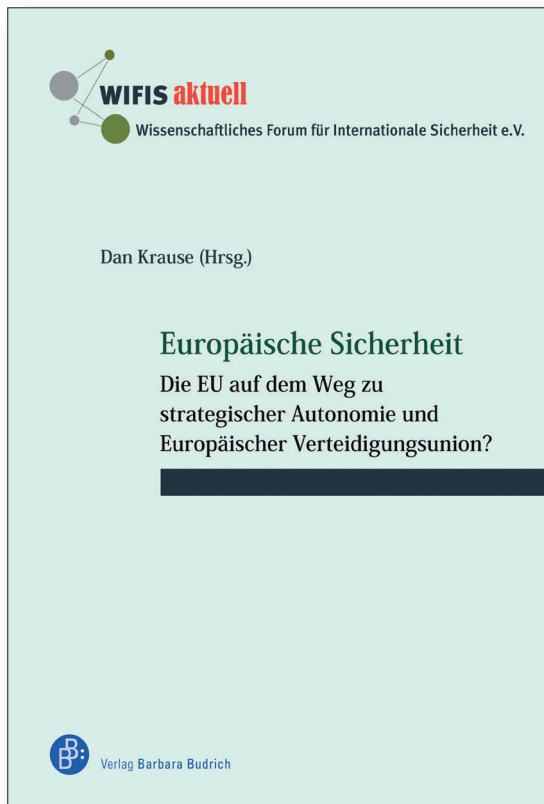 WIFIS aktuell
Wissenschaftliches Forum für Internationale Sicherheit e.V.
Dan Krause (Hrsg.)
Europäische Sicherheit
Die EU auf dem Weg zu
strategischer Autonomie und
Europäischer Verteidigungsunion?
BB:
B
Verlag Barbara Budrich